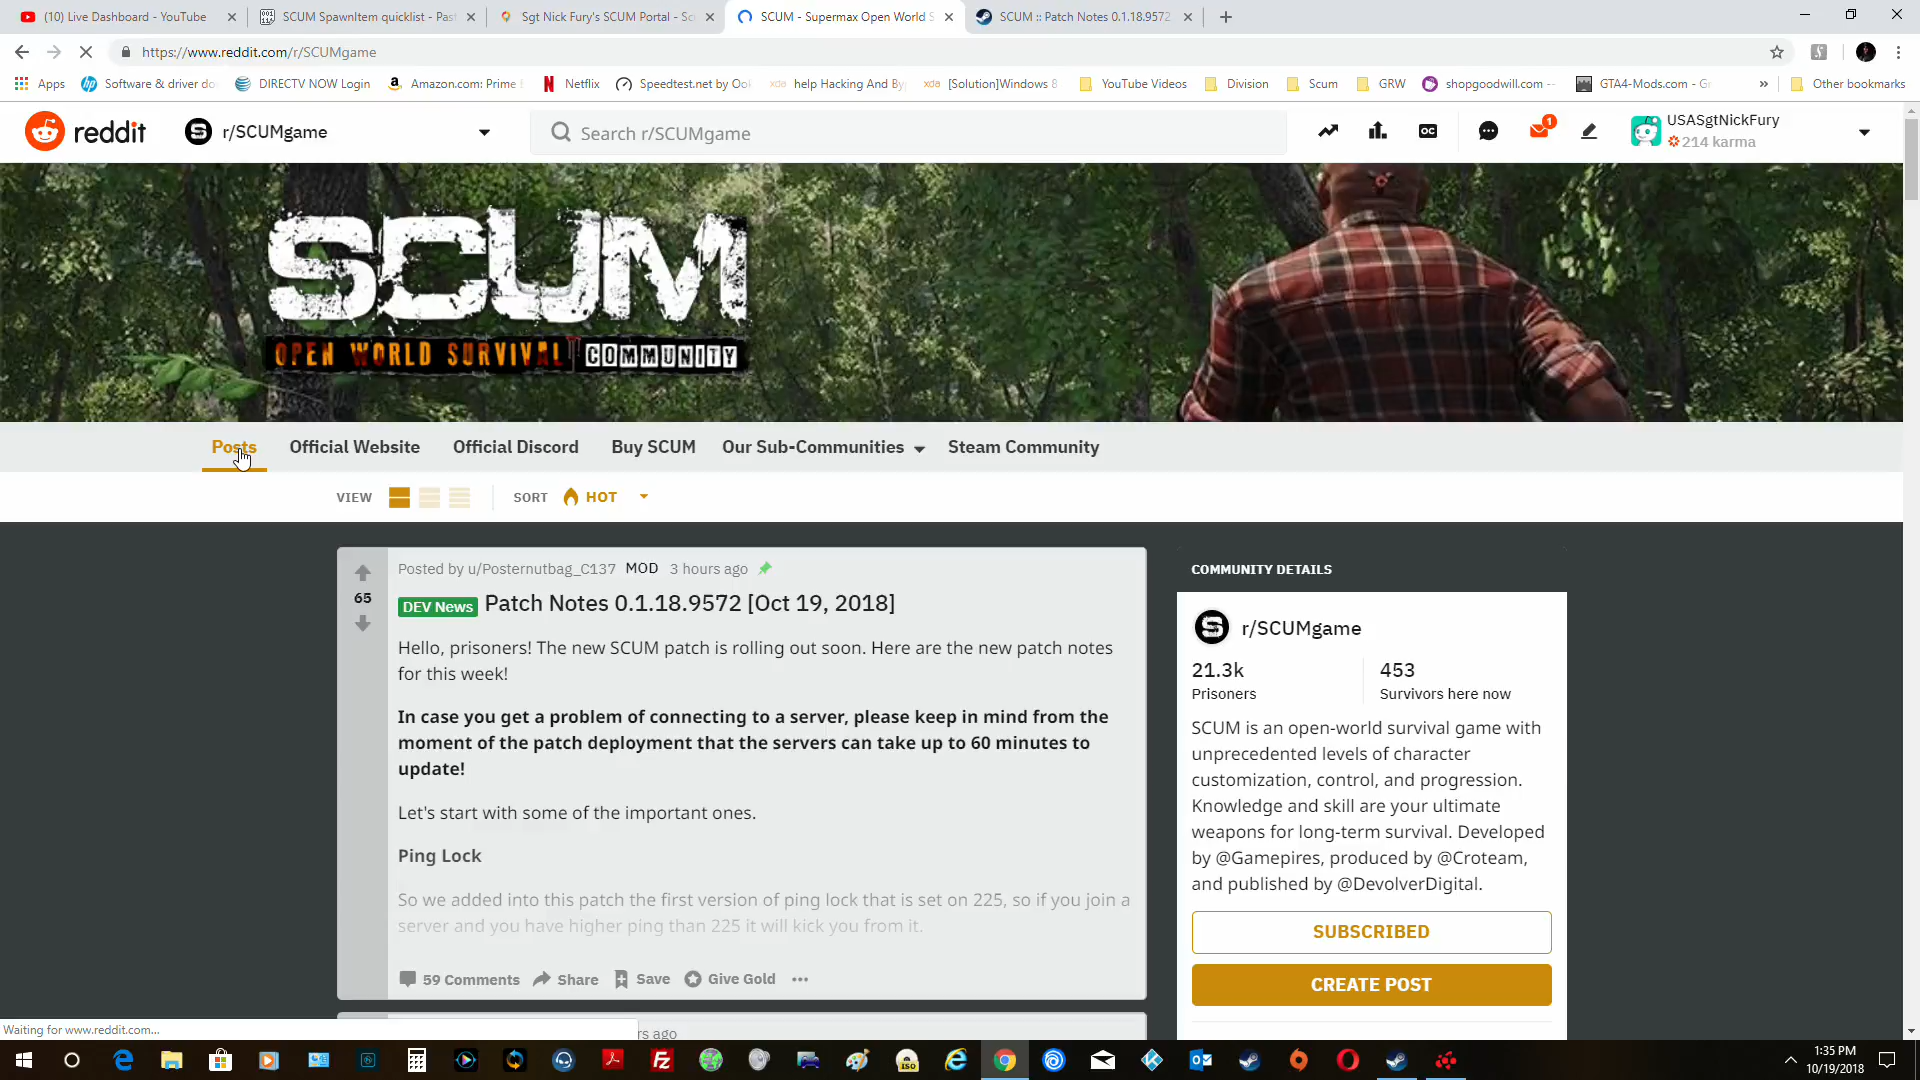 (10) Live Dashboard - YouTube
SCUM SpawnItem quicklist - Past
Sgt Nick Fury's SCUM Portal - Sc
SCUM - Supermax Open World S
SCUM :: Patch Notes 0.1.18.9572
https://www.reddit.com/r/SCUMgame
Apps
Software & driver do
DIRECTV NOW Login
Amazon.com: Prime
Netflix
Speedtest.net by Ook
help Hacking And By
[Solution]Windows 8
YouTube Videos
Division
Scum
GRW
shopgoodwill.com --
GTA4-Mods.com - Gr
»
Other bookmarks
reddit
r/SCUMgame
Search r/SCUMgame
OC
1
USASgtNickFury
214 karma
SCUM
OPEN WORLD SURVIVAL COMMUNITY
Posts
Official Website
Official Discord
Buy SCUM
Our Sub-Communities
Steam Community
VIEW
SORT
HOT
65
Posted by u/Posternutbag_C137 MOD 3 hours ago
DEV News Patch Notes 0.1.18.9572 [Oct 19, 2018]
Hello, prisoners! The new SCUM patch is rolling out soon. Here are the new patch notes
for this week!
In case you get a problem of connecting to a server, please keep in mind from the
moment of the patch deployment that the servers can take up to 60 minutes to
update!
Let's start with some of the important ones.
Ping Lock
So we added into this patch the first version of ping lock that is set on 225, so if you join a
server and you have higher ping than 225 it will kick you from it.
59 Comments
Share
Save
Give Gold
COMMUNITY DETAILS
r/SCUMgame
21.3k
Prisoners
453
Survivors here now
SCUM is an open-world survival game with
unprecedented levels of character
customization, control, and progression.
Knowledge and skill are your ultimate
weapons for long-term survival. Developed
by @Gamepires, produced by @Croteam,
and published by @DevolverDigital.
SUBSCRIBED
CREATE POST
Waiting for www.reddit.com...
ago
1:35 PM
10/19/2018